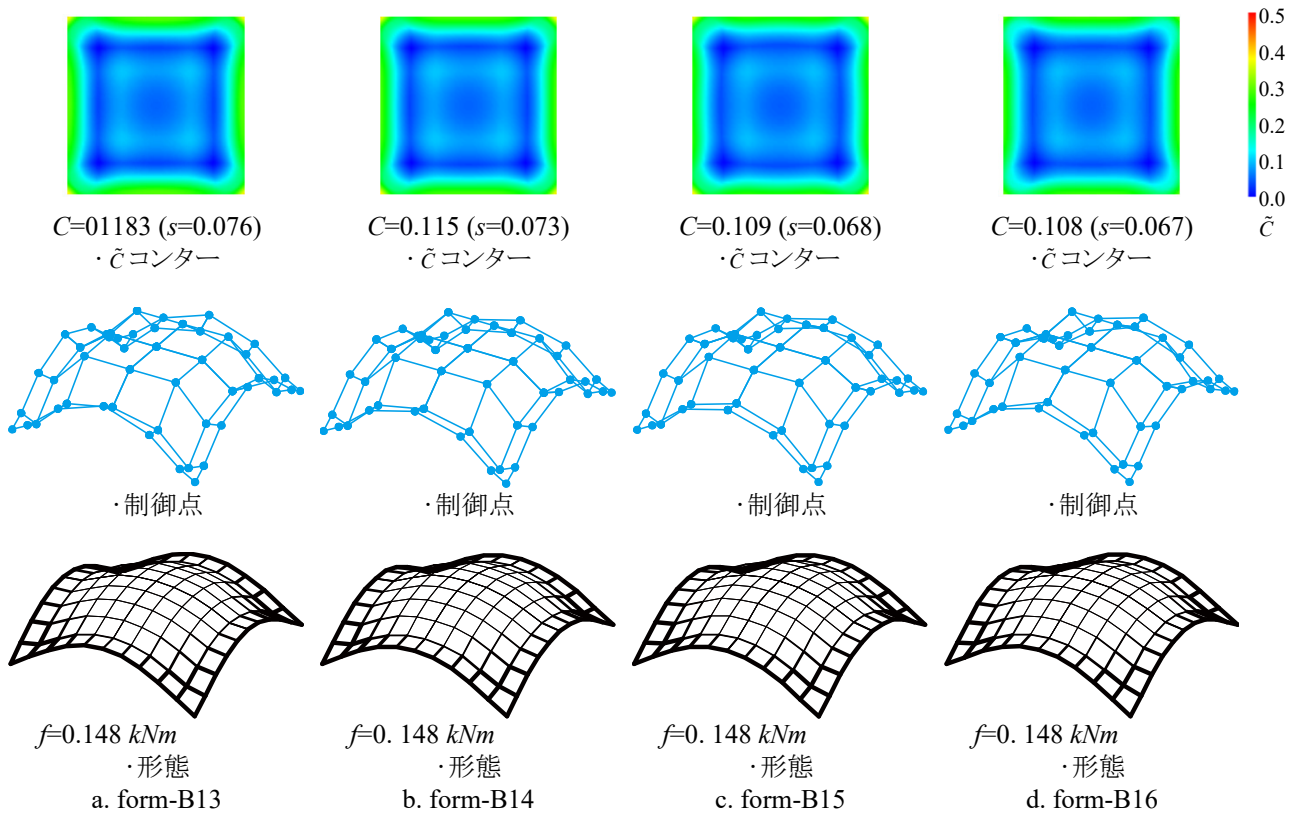 0.5
0.4
0.3
0.2
0.1
0.0
C̃
C=01183 (s=0.076)
C=0.115 (s=0.073)
C=0.109 (s=0.068)
C=0.108 (s=0.067)
・C̃コンター
・C̃コンター
・C̃コンター
・C̃コンター
・制御点
・制御点
・制御点
・制御点
f=0.148 kNm
f=0. 148 kNm
f=0. 148 kNm
f=0. 148 kNm
・形態
・形態
・形態
・形態
a. form-B13
b. form-B14
c. form-B15
d. form-B16